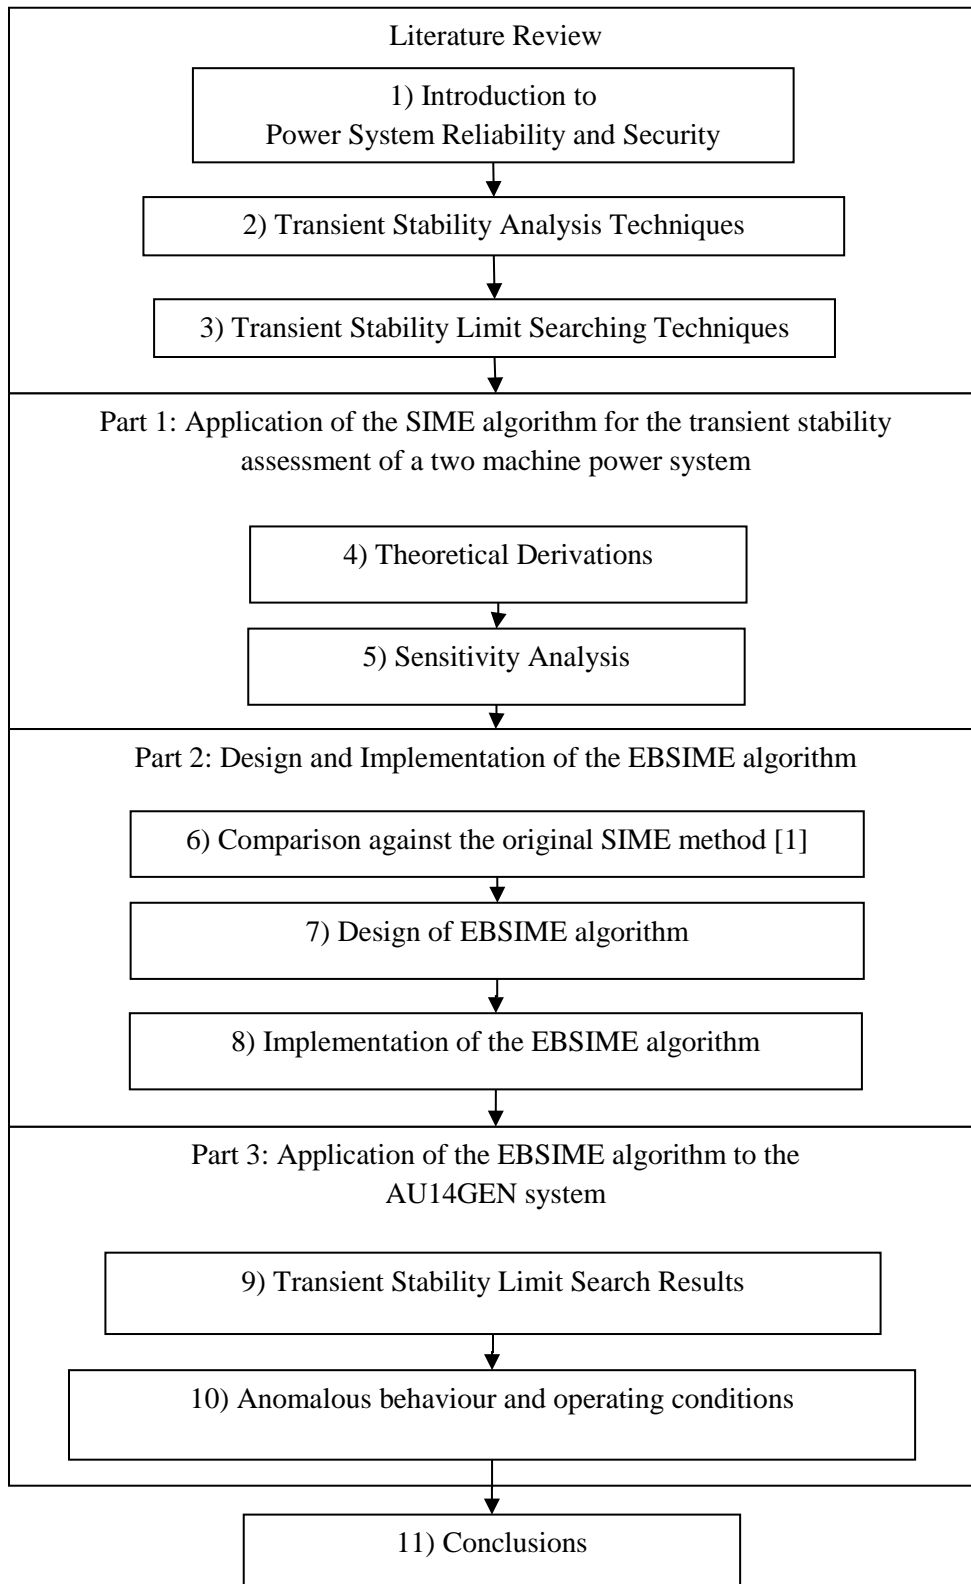 Literature Review
1) Introduction to
Power System Reliability and Security
2) Transient Stability Analysis Techniques
3) Transient Stability Limit Searching Techniques
Part 1: Application of the SIME algorithm for the transient stability
assessment of a two machine power system
4) Theoretical Derivations
5) Sensitivity Analysis
Part 2: Design and Implementation of the EBSIME algorithm
6) Comparison against the original SIME method [1]
7) Design of EBSIME algorithm
8) Implementation of the EBSIME algorithm
Part 3: Application of the EBSIME algorithm to the
AU14GEN system
9) Transient Stability Limit Search Results
10) Anomalous behaviour and operating conditions
11) Conclusions